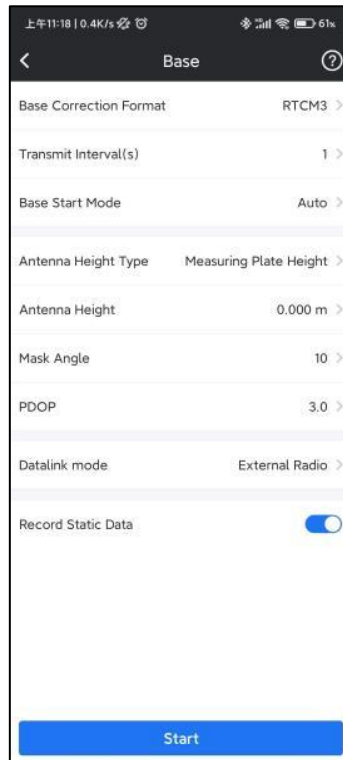 上午11:18 | 0.4K/s 61%
Base
Base Correction Format RTCM3
Transmit Interval(s) 1
Base Start Mode Auto
Antenna Height Type Measuring Plate Height
Antenna Height 0.000 m
Mask Angle 10
PDOP 3.0
Datalink mode External Radio
Record Static Data
Start